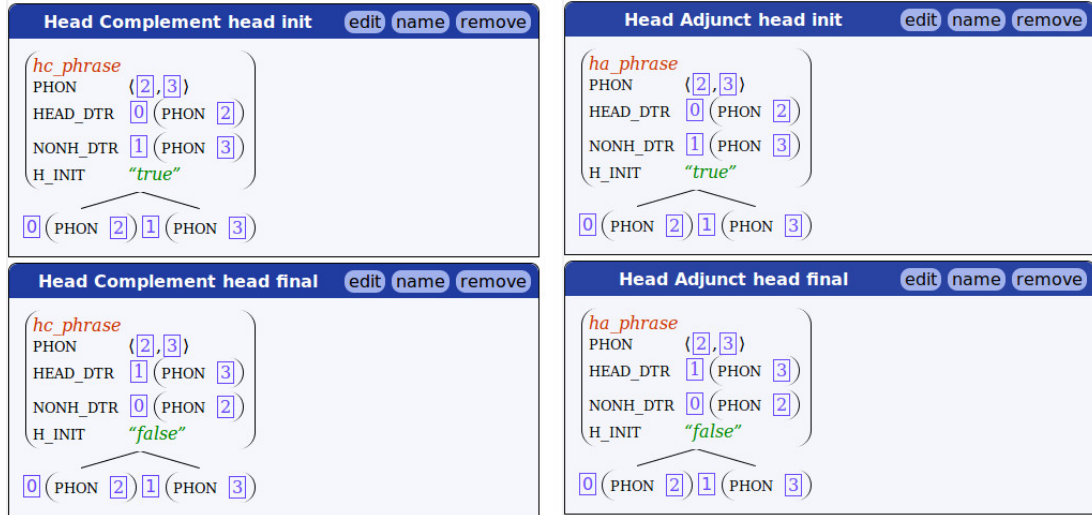 Head Complement head init edit name remove
hc_phrase
PHON ⟨2,3⟩
HEAD_DTR 0 (PHON 2)
NONH_DTR 1 (PHON 3)
H_INIT “true”
0 (PHON 2) 1 (PHON 3)
Head Adjunct head init edit name remove
ha_phrase
PHON ⟨2,3⟩
HEAD_DTR 0 (PHON 2)
NONH_DTR 1 (PHON 3)
H_INIT “true”
0 (PHON 2) 1 (PHON 3)
Head Complement head final edit name remove
hc_phrase
PHON ⟨2,3⟩
HEAD_DTR 1 (PHON 3)
NONH_DTR 0 (PHON 2)
H_INIT “false”
0 (PHON 2) 1 (PHON 3)
Head Adjunct head final edit name remove
ha_phrase
PHON ⟨2,3⟩
HEAD_DTR 1 (PHON 3)
NONH_DTR 0 (PHON 2)
H_INIT “false”
0 (PHON 2) 1 (PHON 3)